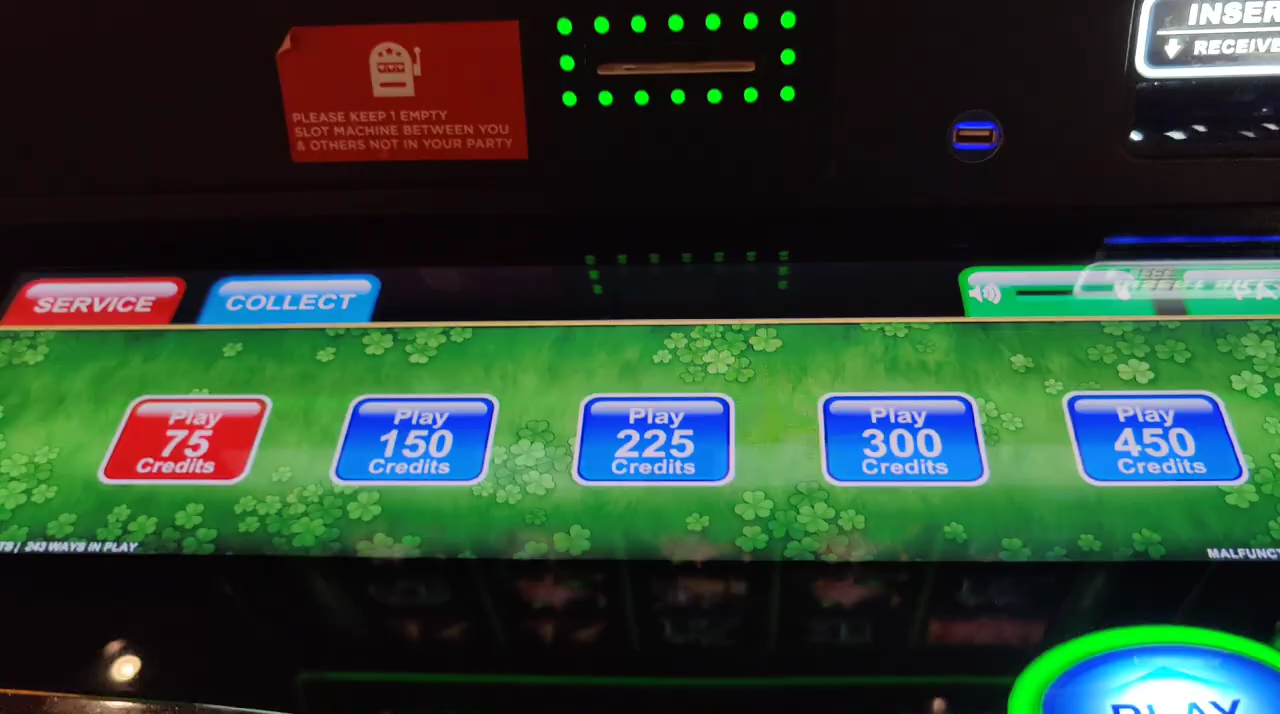 INSER
RECEIVE
PLEASE KEEP 1 EMPTY
SLOT MACHINE BETWEEN YOU
& OTHERS NOT IN YOUR PARTY
SERVICE
COLLECT
Play
75
Credits
Play
150
Credits
Play
225
Credits
Play
300
Credits
Play
450
Credits
TS / 243 WAYS IN PLAY
MALFUNCT
PLAY